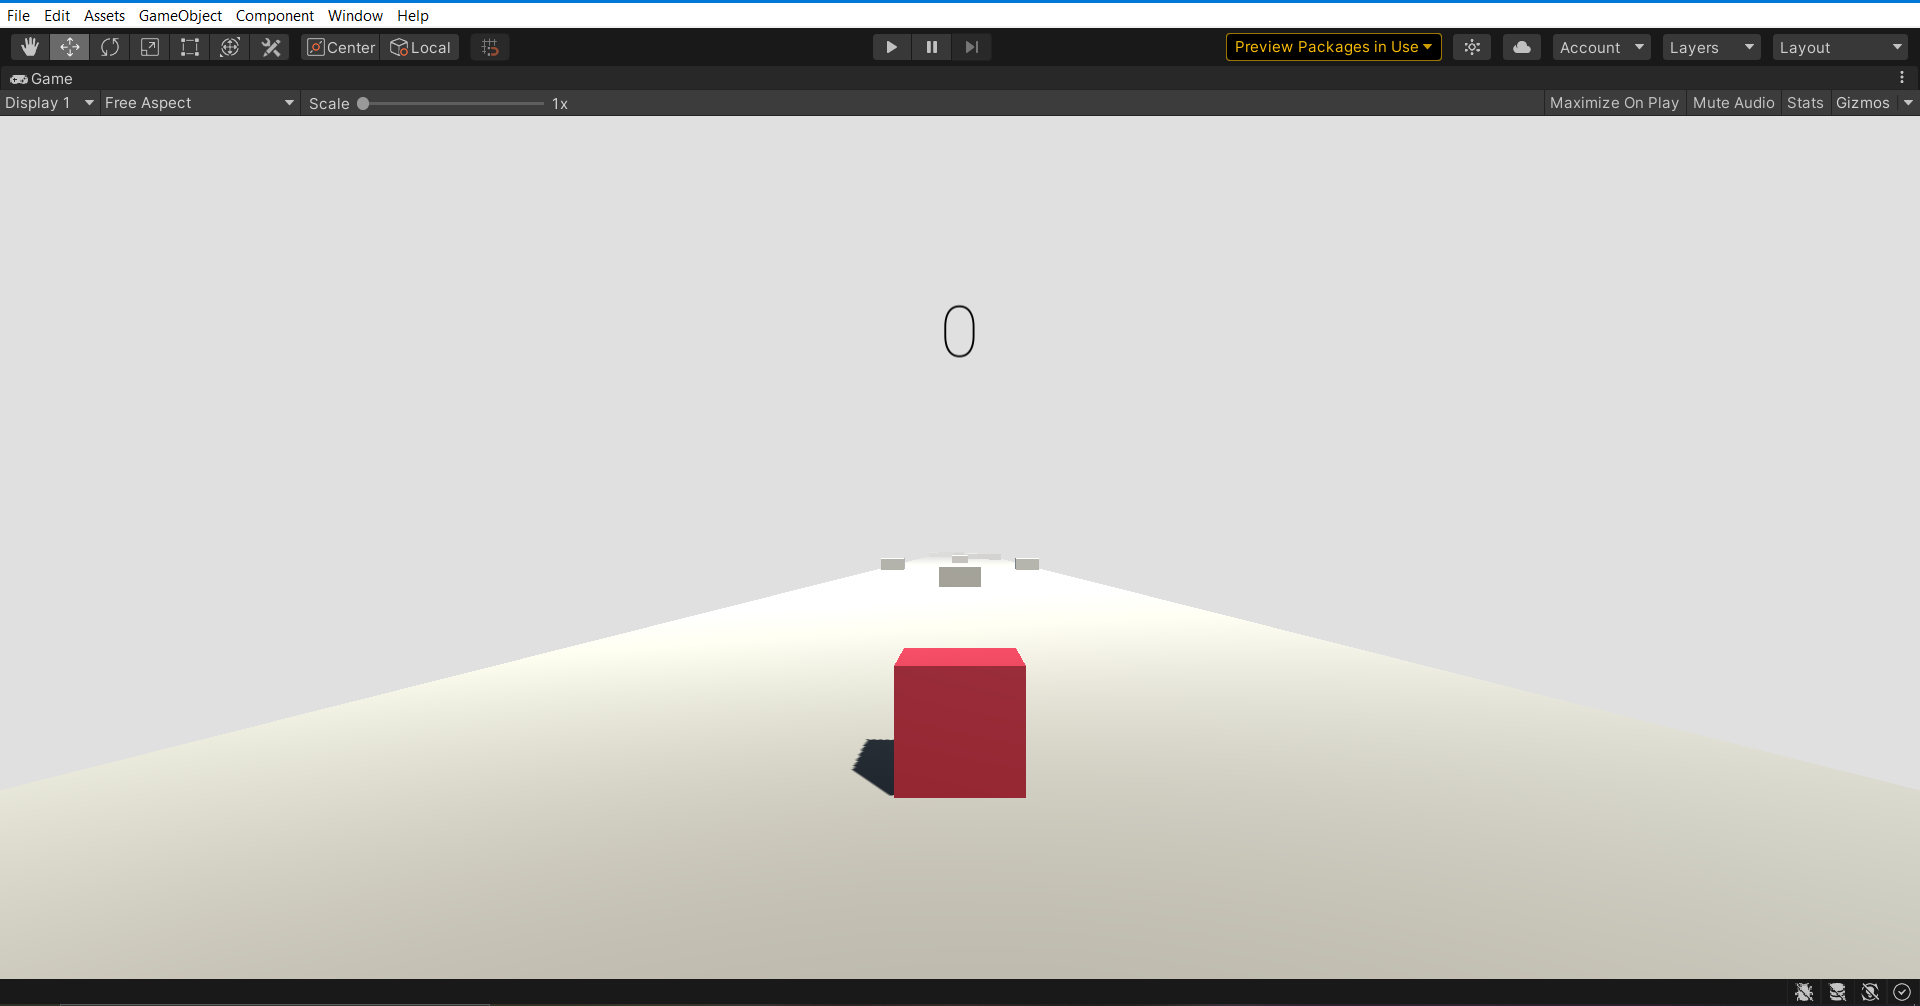 File Edit Assets GameObject Component Window Help
Center Local Preview Packages in Use Account Layers Layout
Game
Display 1 Free Aspect Scale 1x Maximize On Play Mute Audio Stats Gizmos
0